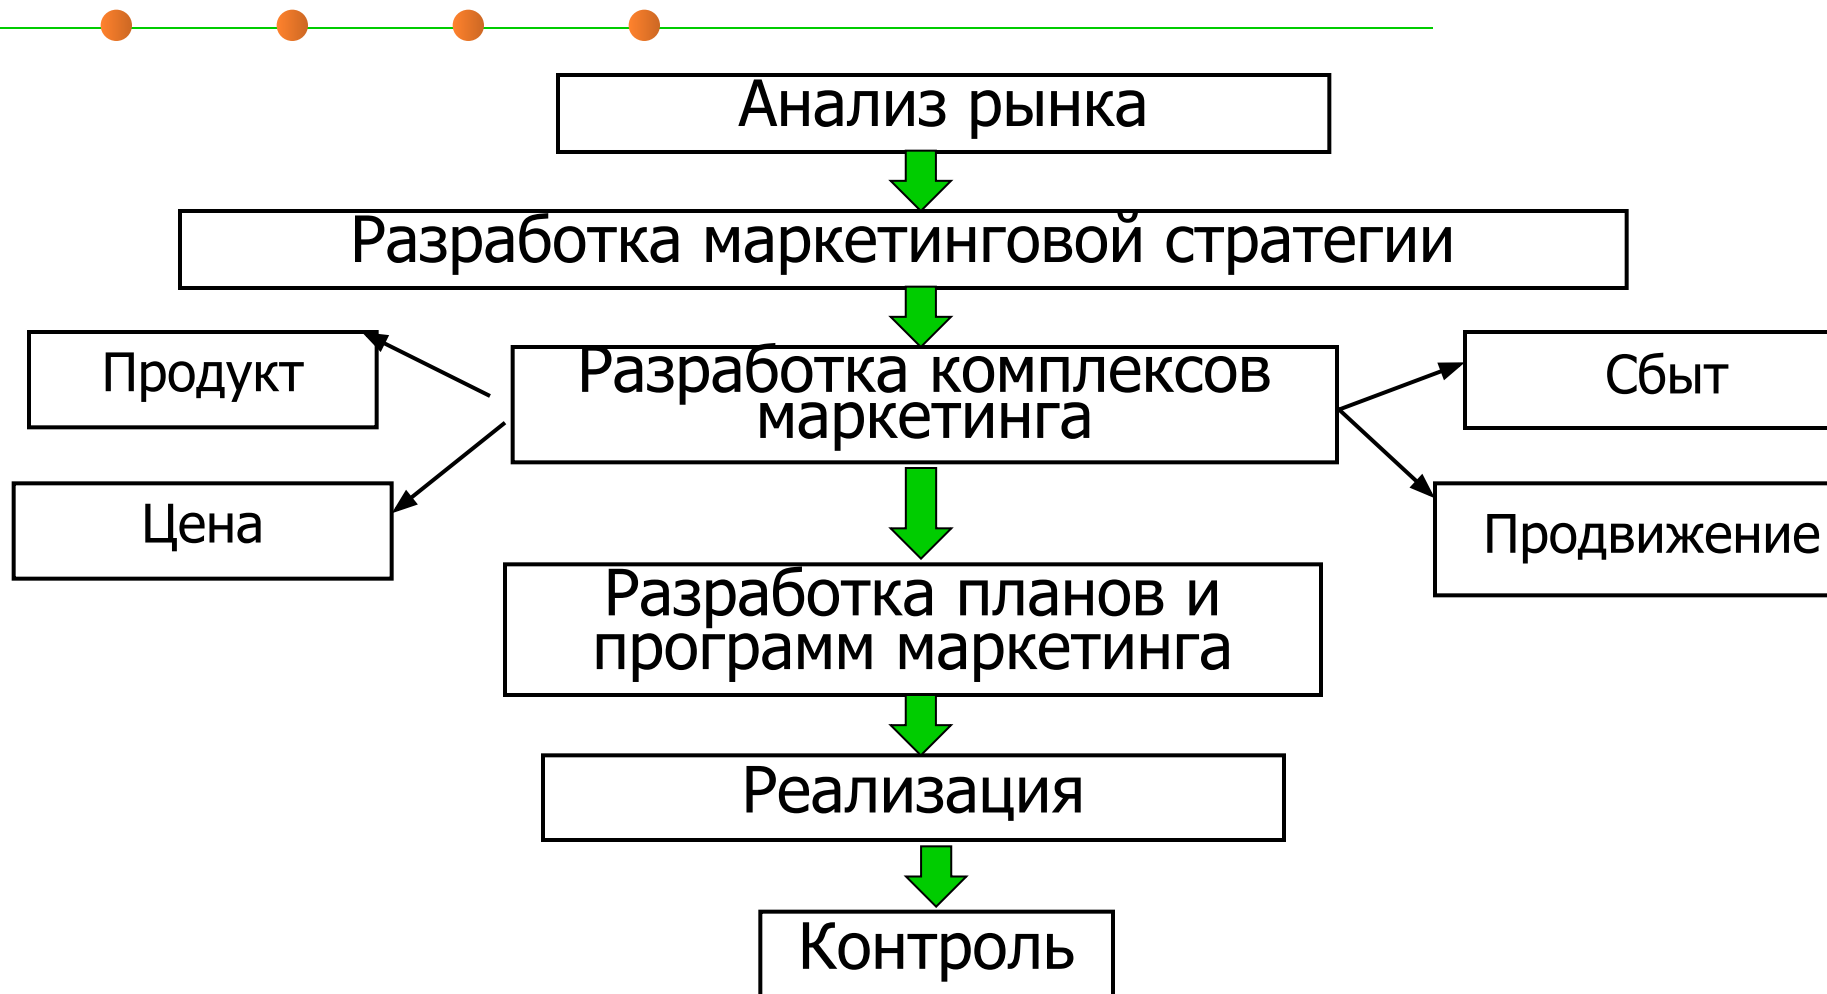 Анализ рынка
Разработка маркетинговой стратегии
Продукт
Разработка комплексов
маркетинга
Сбыт
Цена
Продвижение
Разработка планов и
программ маркетинга
Реализация
Контроль